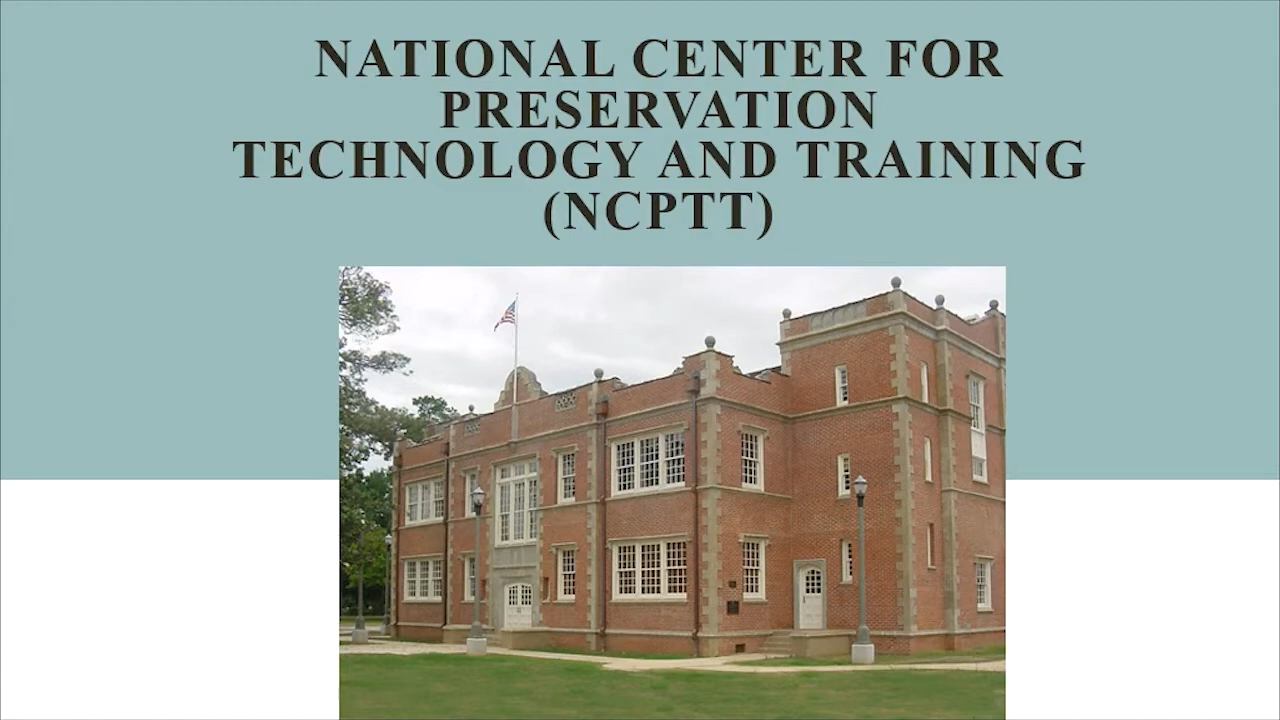 NATIONAL CENTER FOR
PRESERVATION
TECHNOLOGY AND TRAINING
(NCPTT)